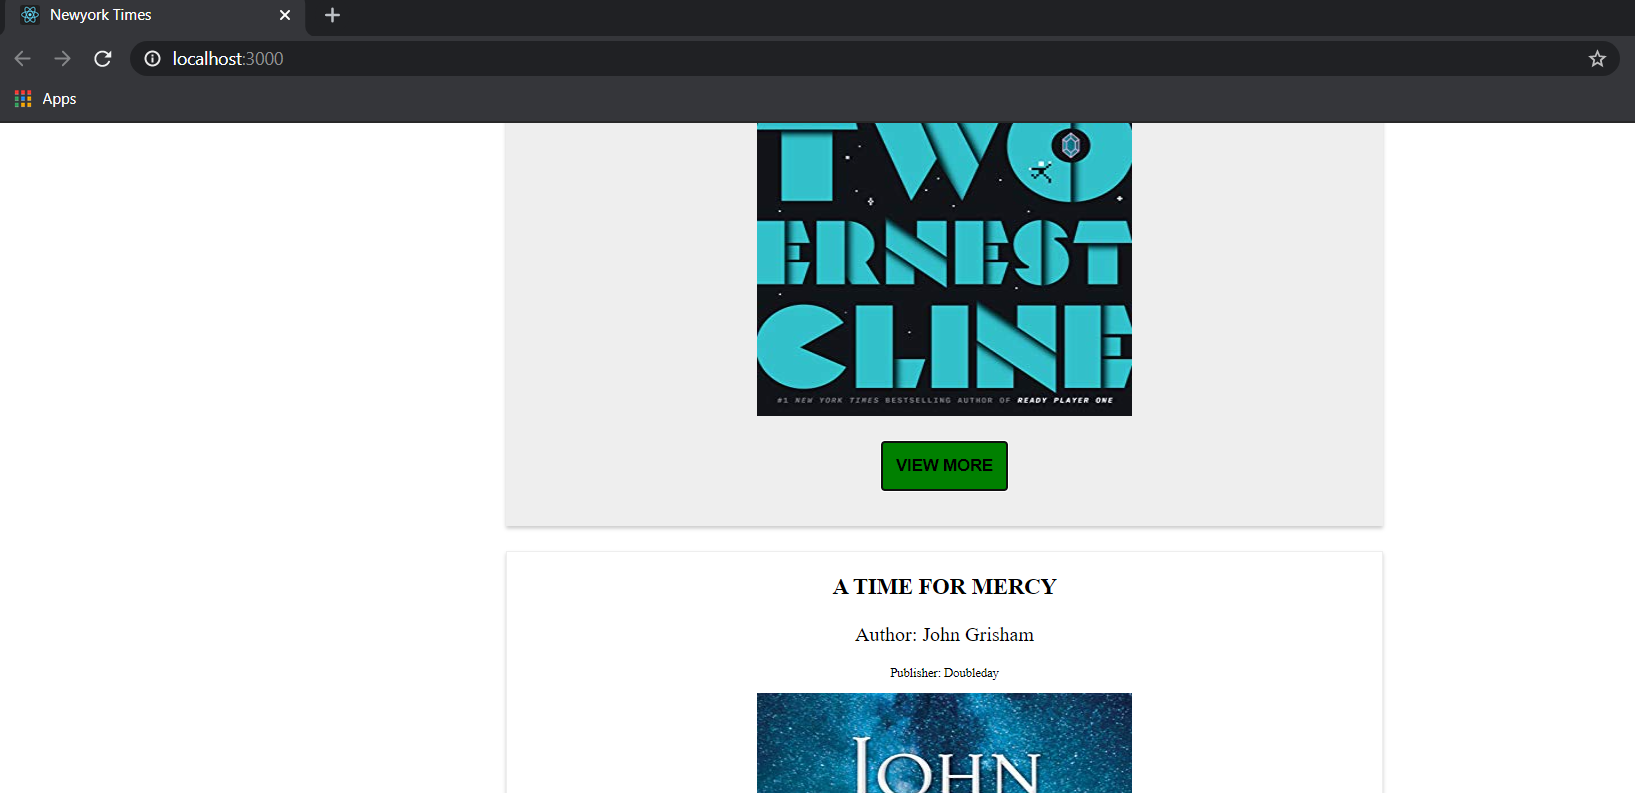 Newyork Times
localhost:3000
Apps
TWO
ERNEST
CLINE
#1 NEW YORK TIMES BESTSELLING AUTHOR OF READY PLAYER ONE
VIEW MORE
A TIME FOR MERCY
Author: John Grisham
Publisher: Doubleday
JOHN